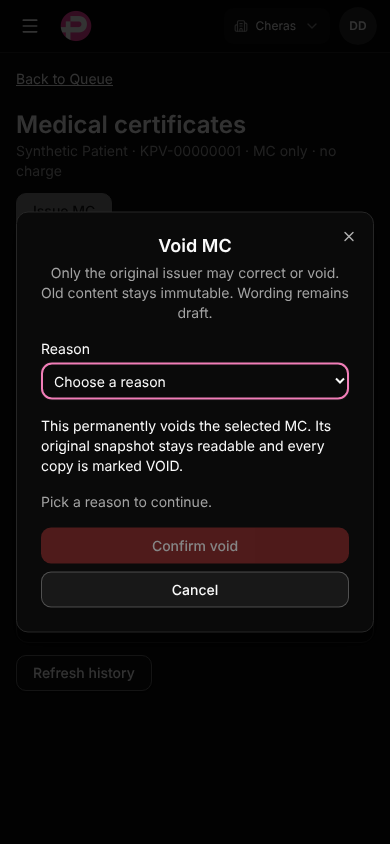 Cheras
DD
Back to Queue
Medical certificates
Synthetic Patient · KPV-00000001 · MC only · no
charge
Issue MC
Void MC
Only the original issuer may correct or void.
Old content stays immutable. Wording remains
draft.
Reason
Choose a reason
This permanently voids the selected MC. Its
original snapshot stays readable and every
copy is marked VOID.
Pick a reason to continue.
Confirm void
Cancel
Refresh history